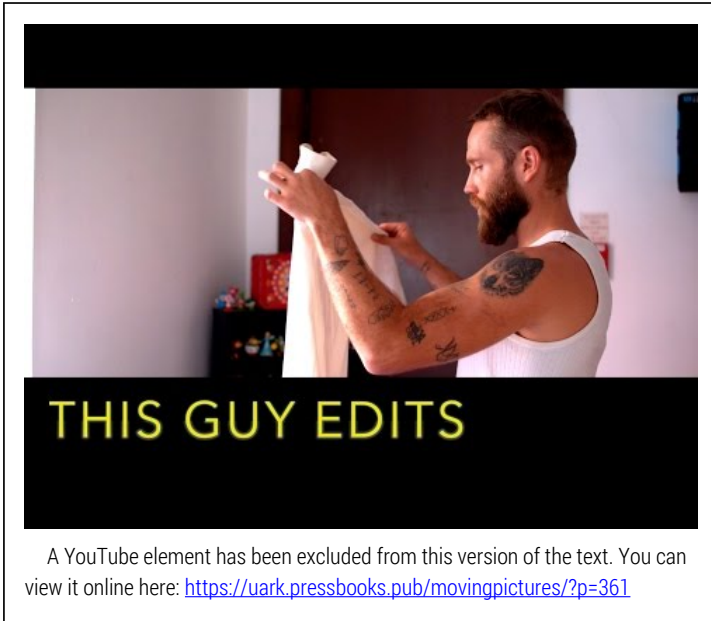 THIS GUY EDITS
A YouTube element has been excluded from this version of the text. You can
view it online here: https://uark.pressbooks.pub/movingpictures/?p=361